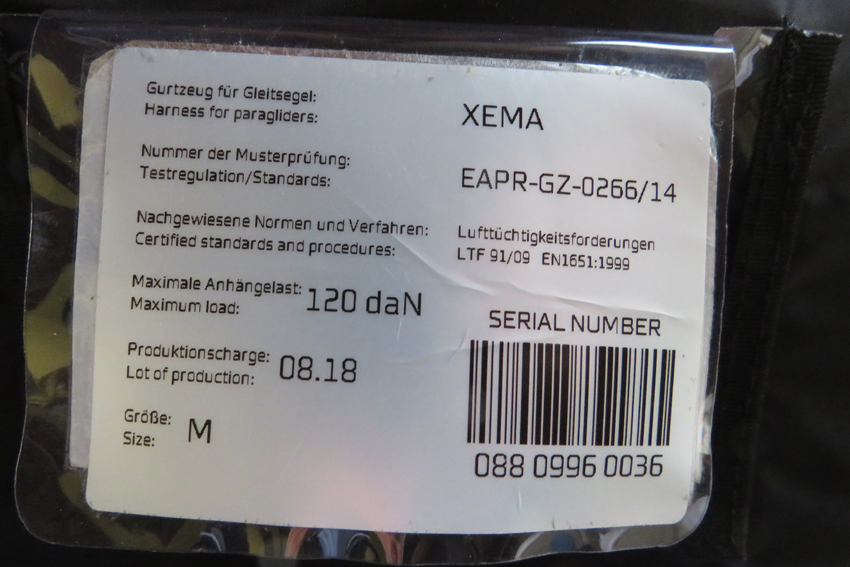 Gurtzeug für Gleitsegel:
Harness for paragliders:
XEMA
Nummer der Musterprüfung:
Testregulation/Standards:
EAPR-GZ-0266/14
Nachgewiesene Normen und Verfahren:
Certified standards and procedures:
Lufttüchtigkeitsforderungen
LTF 91/09 EN1651:1999
Maximale Anhängelast:
Maximum load:
120 daN
Produktionscharge:
Lot of production:
08.18
Größe:
Size:
M
SERIAL NUMBER
088 0996 0036